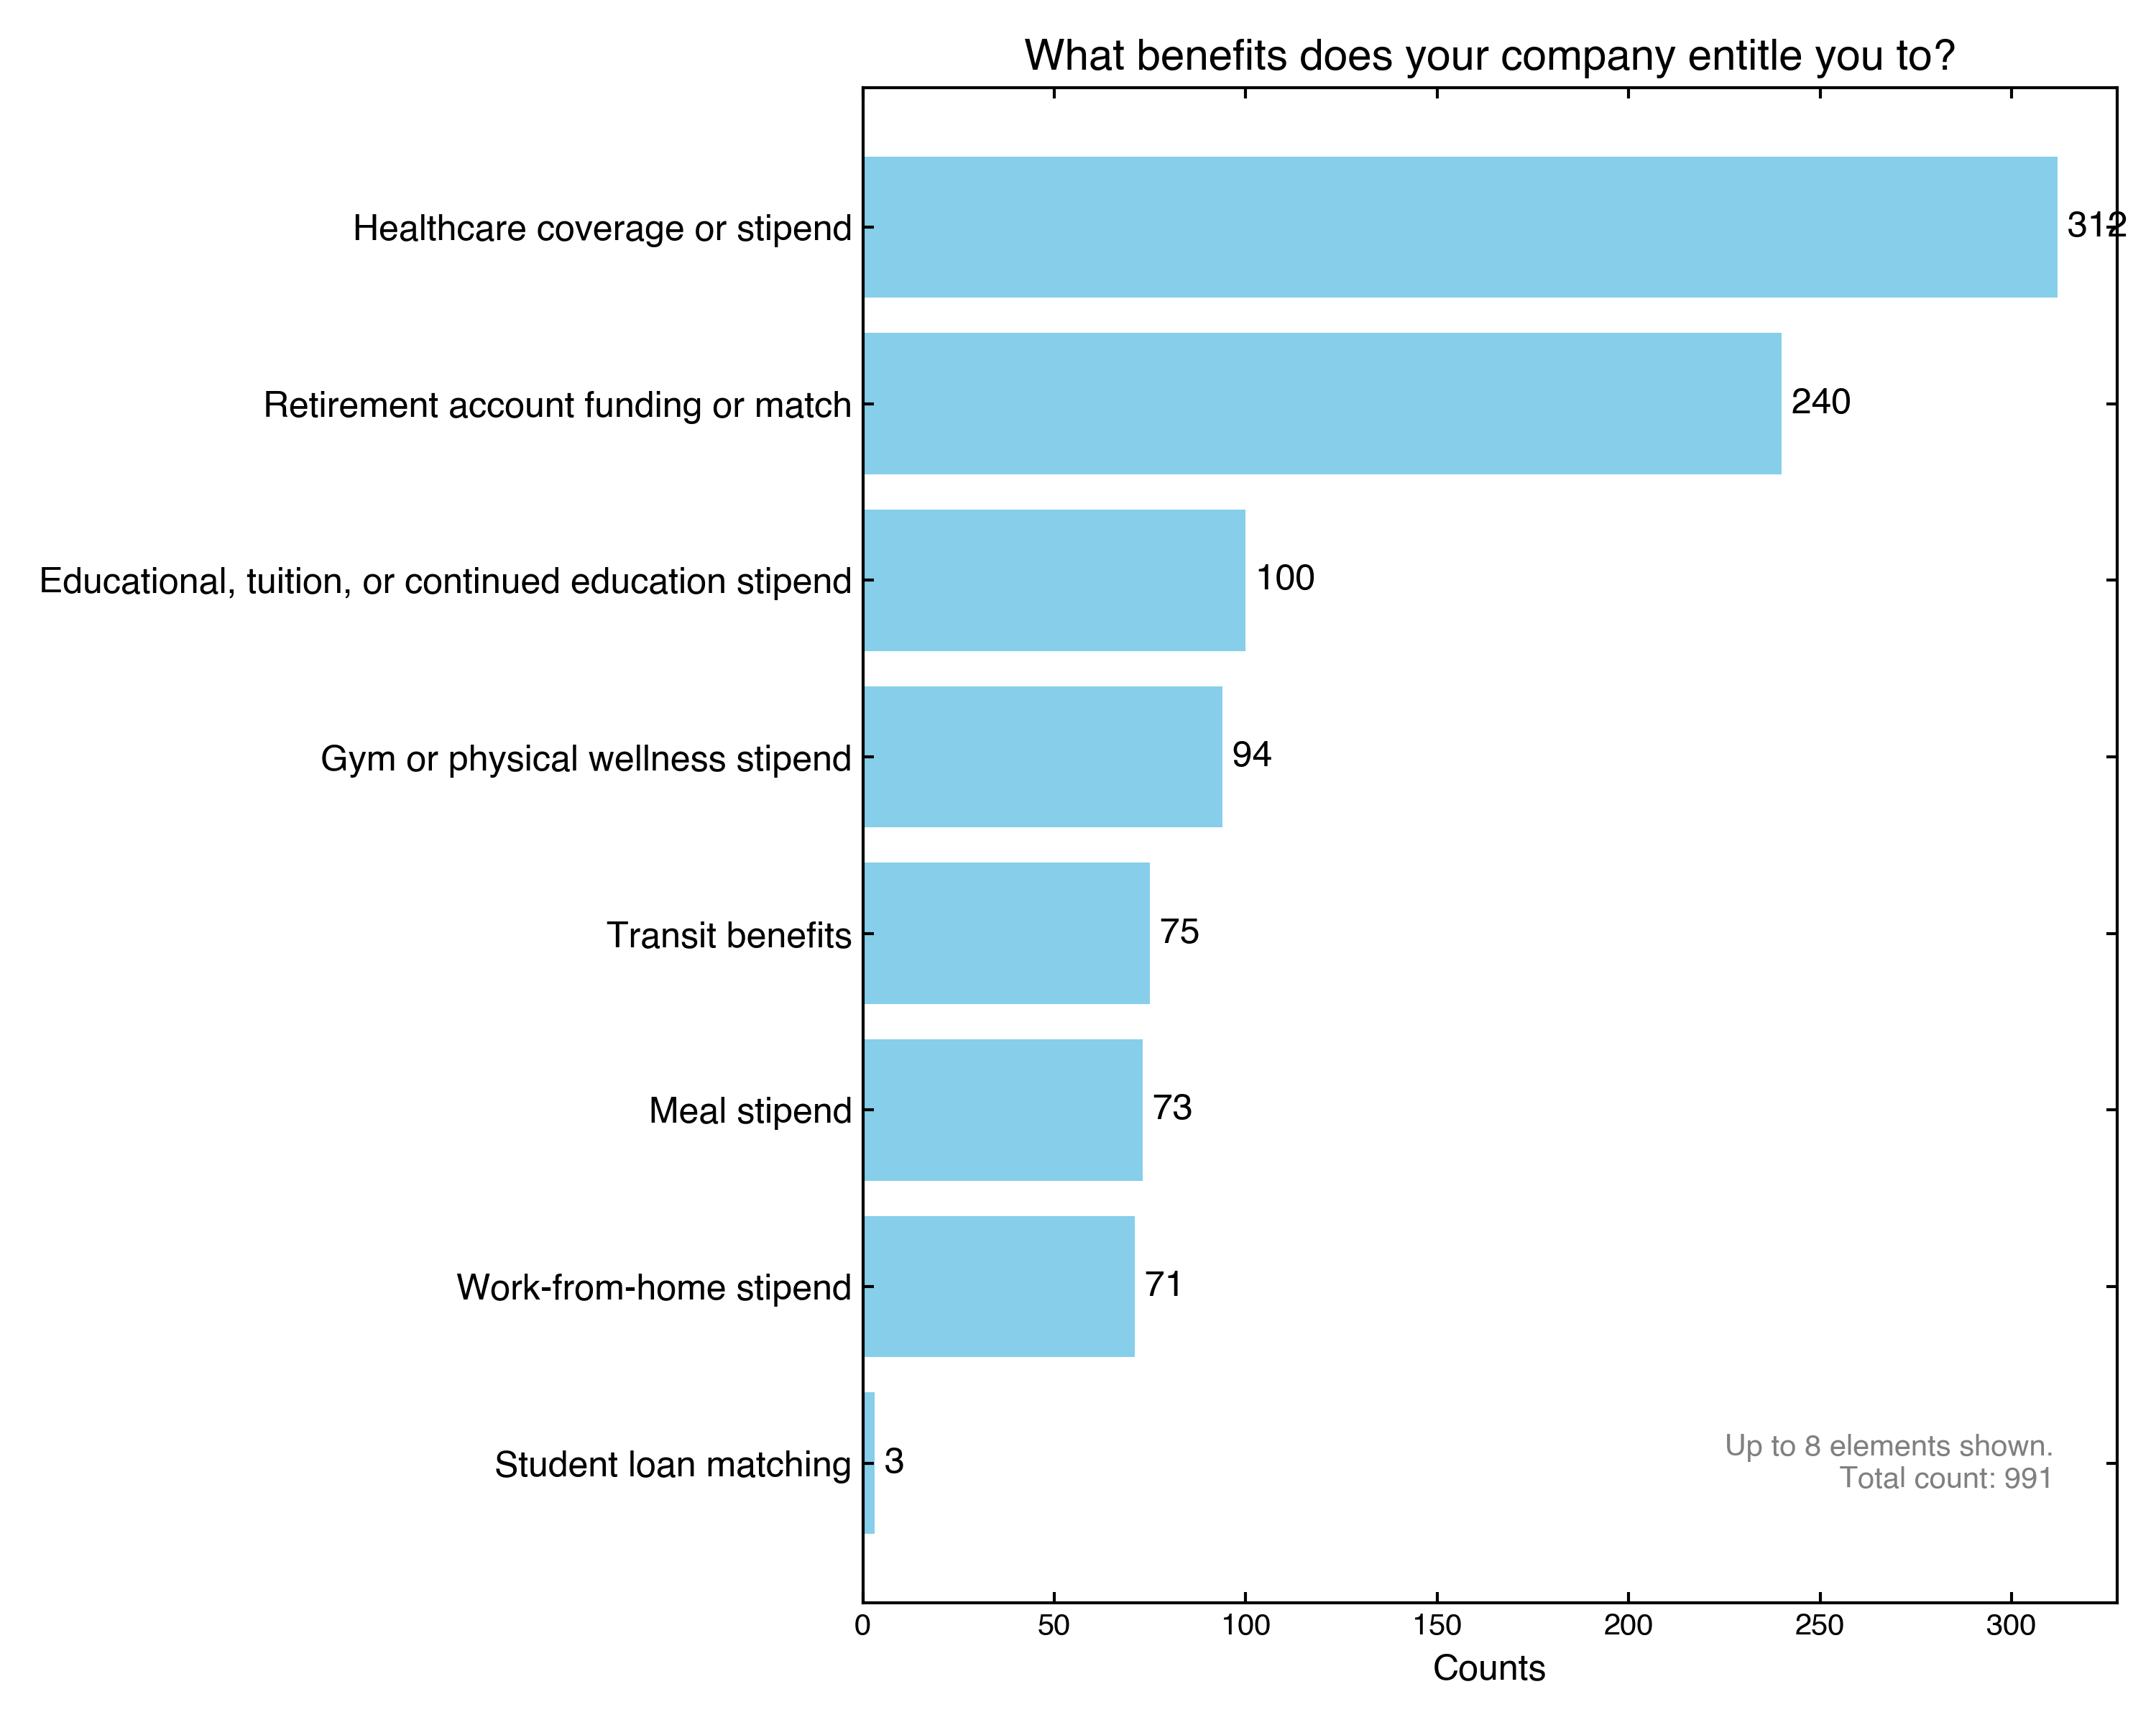 What benefits does your company entitle you to?
Healthcare coverage or stipend
312
Retirement account funding or match
240
Educational, tuition, or continued education stipend
100
Gym or physical wellness stipend
94
Transit benefits
75
Meal stipend
73
Work-from-home stipend
71
Student loan matching
3
Up to 8 elements shown.
Total count: 991
0 50 100 150 200 250 300
Counts